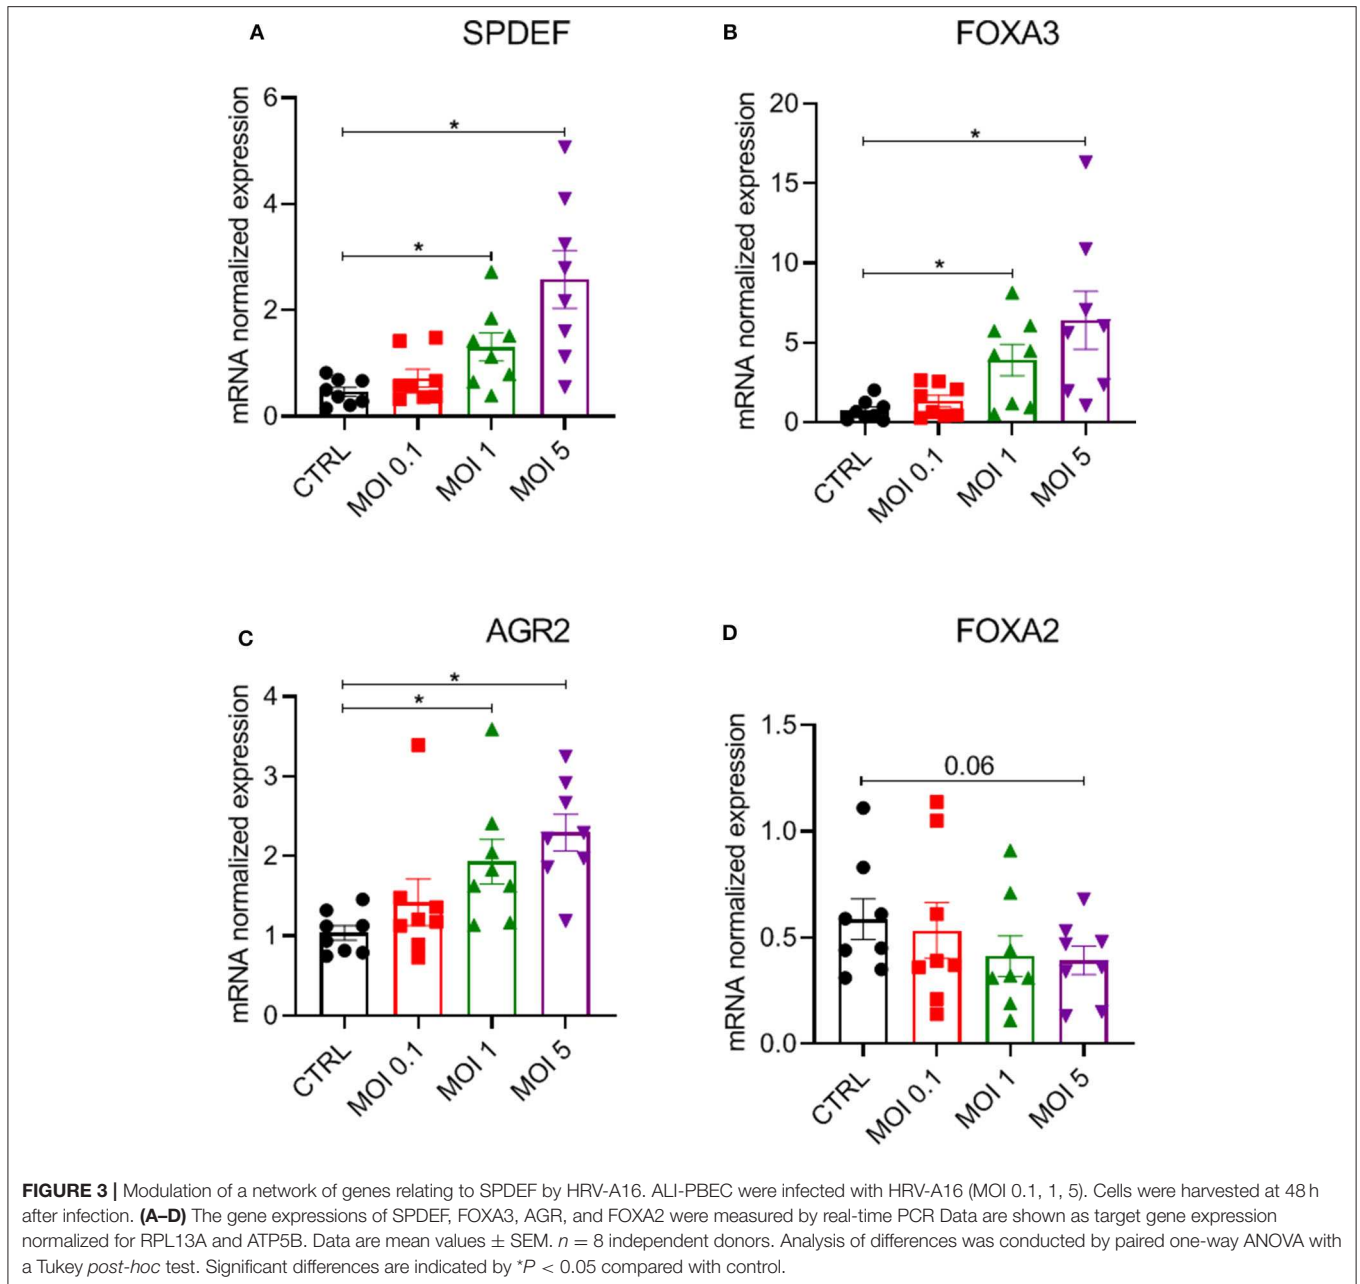 A
SPDEF
mRNA normalized expression
6
4
2
0
*
*
CTRL
MOI 0.1
MOI 1
MOI 5
B
FOXA3
mRNA normalized expression
20
15
10
5
0
*
*
CTRL
MOI 0.1
MOI 1
MOI 5
C
AGR2
mRNA normalized expression
4
3
2
1
0
*
*
CTRL
MOI 0.1
MOI 1
MOI 5
D
FOXA2
mRNA normalized expression
1.5
1.0
0.5
0.0
0.06
CTRL
MOI 0.1
MOI 1
MOI 5
FIGURE 3 | Modulation of a network of genes relating to SPDEF by HRV-A16. ALI-PBEC were infected with HRV-A16 (MOI 0.1, 1, 5). Cells were harvested at 48 h
after infection. (A–D) The gene expressions of SPDEF, FOXA3, AGR, and FOXA2 were measured by real-time PCR Data are shown as target gene expression
normalized for RPL13A and ATP5B. Data are mean values ± SEM. n = 8 independent donors. Analysis of differences was conducted by paired one-way ANOVA with
a Tukey post-hoc test. Significant differences are indicated by *P < 0.05 compared with control.